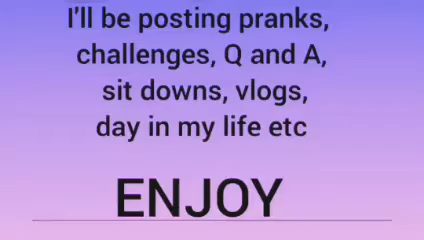 I'll be posting pranks,
challenges, Q and A,
sit downs, vlogs,
day in my life etc
ENJOY